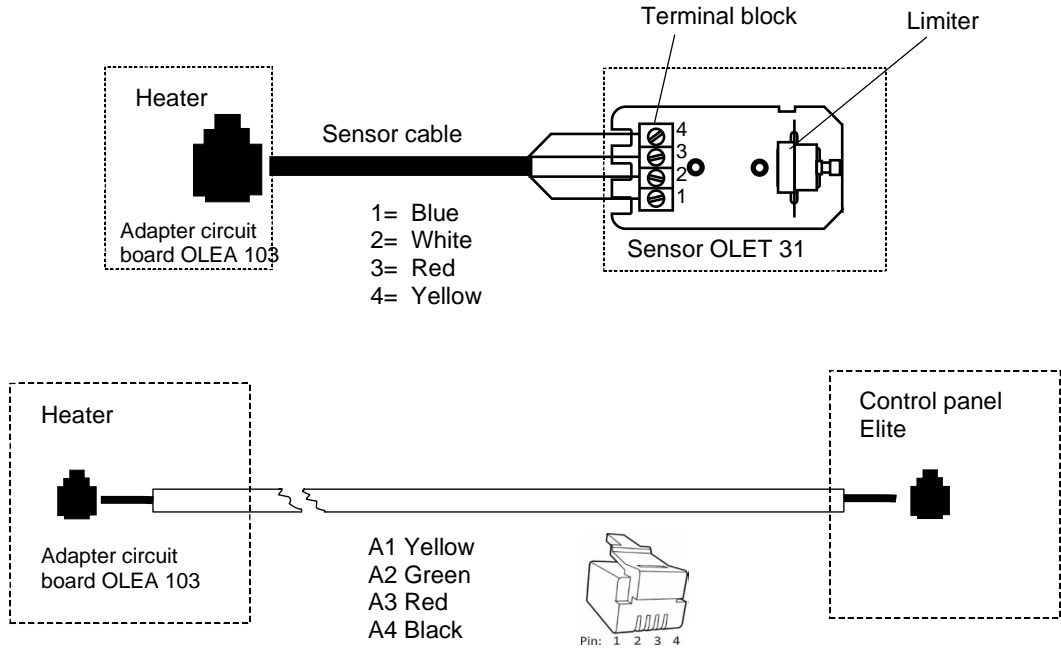 Terminal block
Limiter
Heater
Sensor cable
4
3
2
1
Adapter circuit
board OLEA 103
1= Blue
2= White
3= Red
4= Yellow
Sensor OLET 31
Heater
Control panel
Elite
Adapter circuit
board OLEA 103
A1 Yellow
A2 Green
A3 Red
A4 Black
Pin: 1 2 3 4